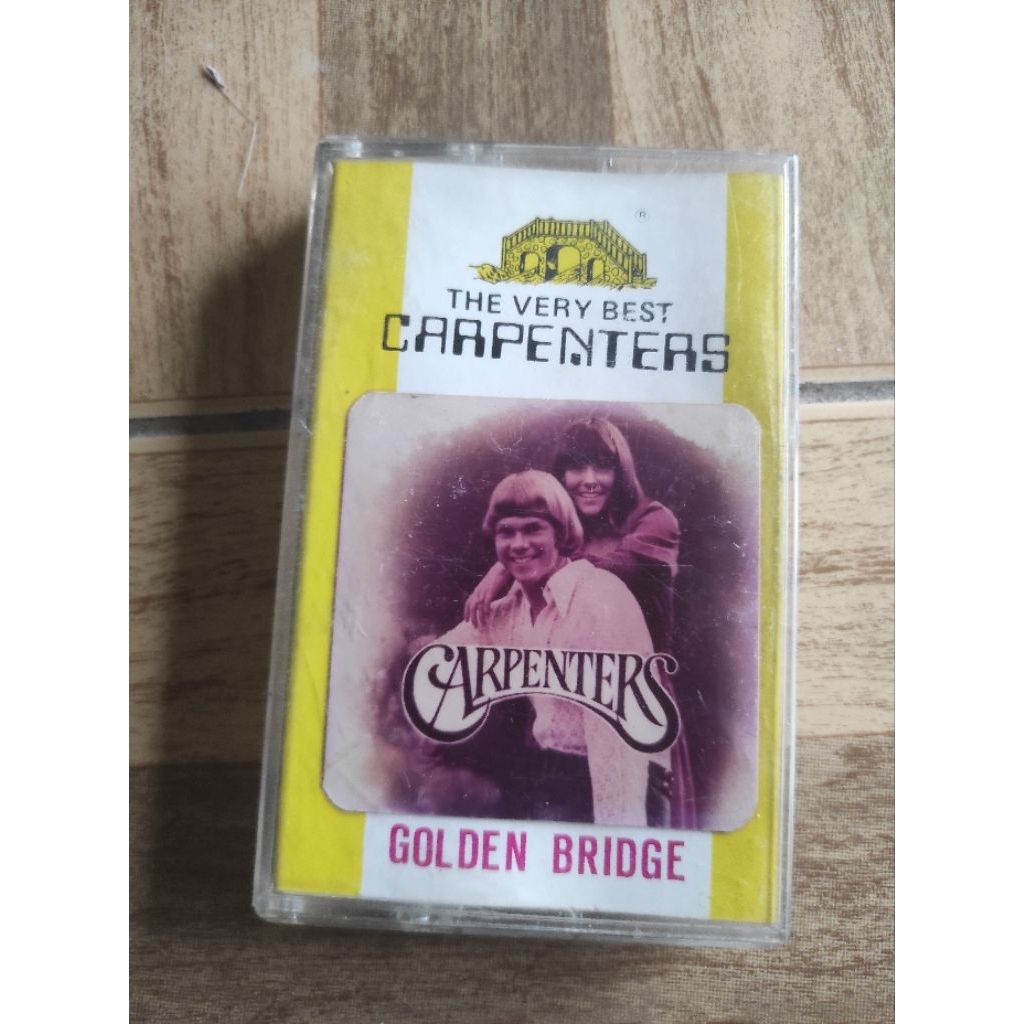 ®
THE VERY BEST
CARPENTERS
CARPENTERS
GOLDEN BRIDGE